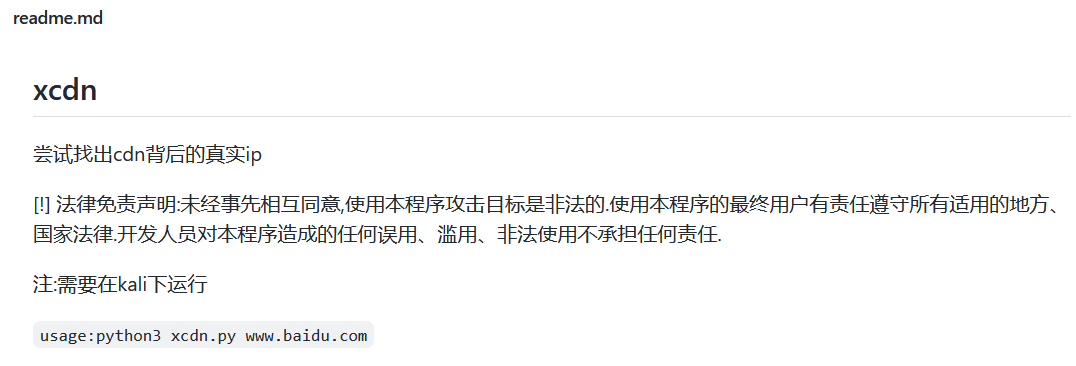 readme.md
xcdn
尝试找出cdn背后的真实ip
[!] 法律免责声明:未经事先相互同意,使用本程序攻击目标是非法的.使用本程序的最终用户有责任遵守所有适用的地方、
国家法律.开发人员对本程序造成的任何误用、滥用、非法使用不承担任何责任.
注:需要在kali下运行
usage:python3 xcdn.py www.baidu.com